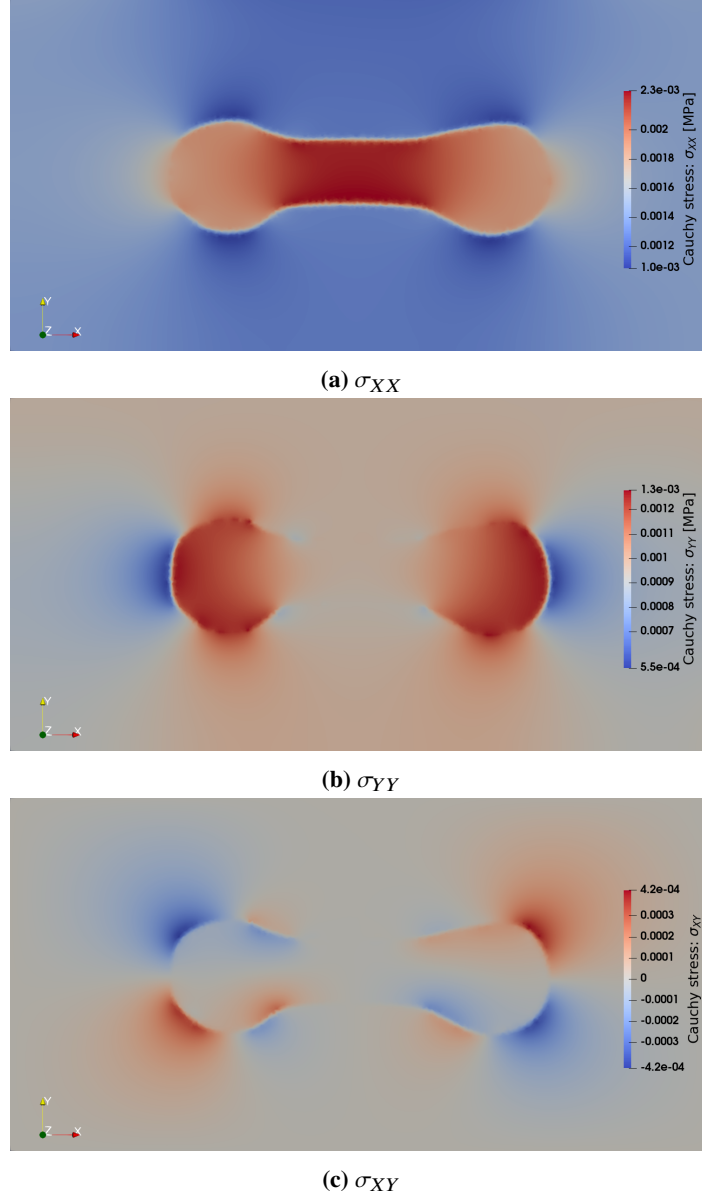 2.3e-03
0.002
0.0018
0.0016
0.0014
0.0012
1.0e-03
Cauchy stress: σXX [MPa]
Y
Z X
(a) σXX
1.3e-03
0.0012
0.0011
0.001
0.0009
0.0008
0.0007
5.5e-04
Cauchy stress: σYY [MPa]
Y
Z X
(b) σYY
4.2e-04
0.0003
0.0002
0.0001
0
-0.0001
-0.0002
-0.0003
-4.2e-04
Cauchy stress: σXY
Y
Z X
(c) σXY